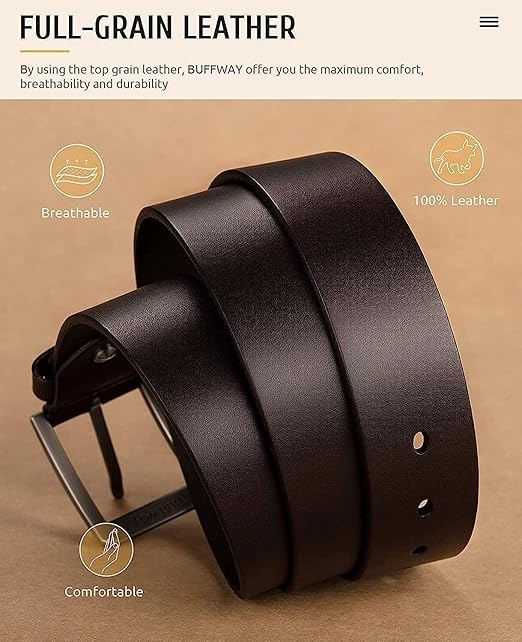 FULL-GRAIN LEATHER
By using the top grain leather, BUFFWAY offer you the maximum comfort,
breathability and durability
Breathable
100% Leather
Comfortable